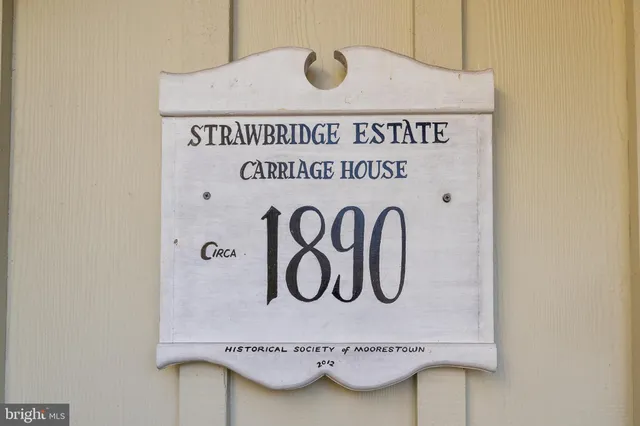 STRAWBRIDGE ESTATE
CARRIAGE HOUSE
CIRCA 1890
HISTORICAL SOCIETY of MOORESTOWN
2012
bright MLS